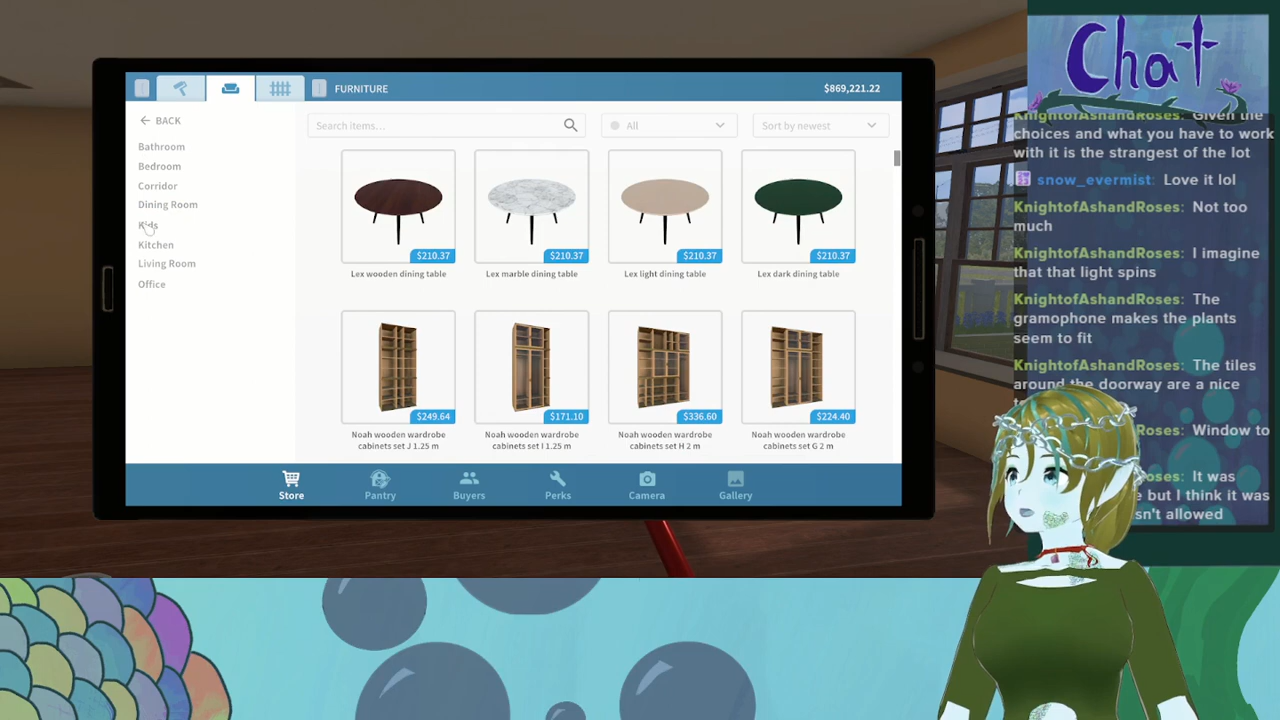 FURNITURE
$869,221.22
BACK
Bathroom
Bedroom
Corridor
Dining Room
Kids
Kitchen
Living Room
Office
Search items...
All
Sort by newest
$210.37
$210.37
$210.37
$210.37
Lex wooden dining table
Lex marble dining table
Lex light dining table
Lex dark dining table
$249.64
$171.10
$336.60
$224.40
Noah wooden wardrobe
cabinets set J 1.25 m
Noah wooden wardrobe
cabinets set I 1.25 m
Noah wooden wardrobe
cabinets set H 2 m
Noah wooden wardrobe
cabinets set G 2 m
Store
Pantry
Buyers
Perks
Camera
Gallery
Chat
KnightofAshandRoses: Given the
choices and what you have to work
with it is the strangest of the lot
snow_evermist: Love it lol
KnightofAshandRoses: Not too
much
KnightofAshandRoses: I imagine
that that light spins
KnightofAshandRoses: The
gramophone makes the plants
seem to fit
KnightofAshandRoses: The tiles
around the doorway are a nice
Roses: Window to
oses: It was
e but I think it was
sn't allowed